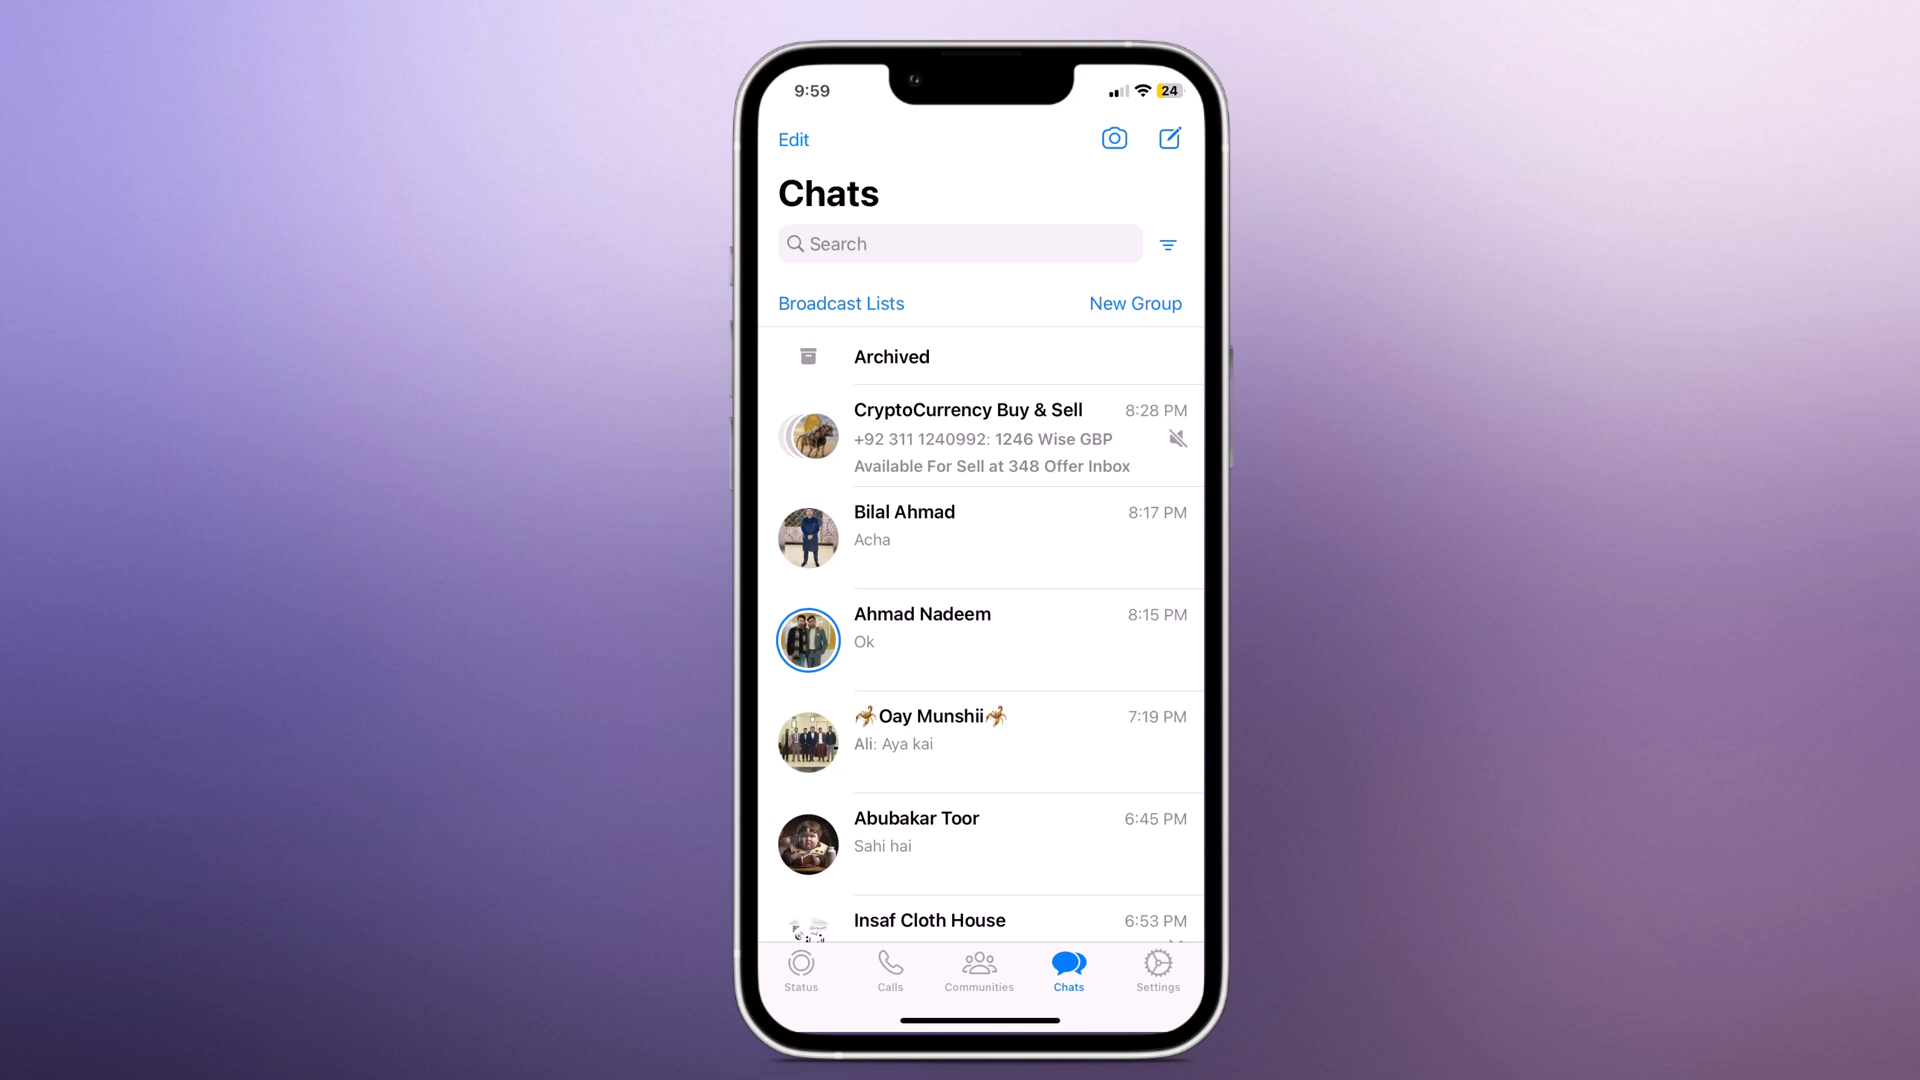 9:59
24
Edit
Chats
Search
Broadcast Lists
New Group
Archived
CryptoCurrency Buy & Sell
8:28 PM
+92 311 1240992: 1246 Wise GBP
Available For Sell at 348 Offer Inbox
Bilal Ahmad
8:17 PM
Acha
Ahmad Nadeem
8:15 PM
Ok
🦂Oay Munshii🦂
7:19 PM
Ali: Aya kai
Abubakar Toor
6:45 PM
Sahi hai
Insaf Cloth House
6:53 PM
Status
Calls
Communities
Chats
Settings